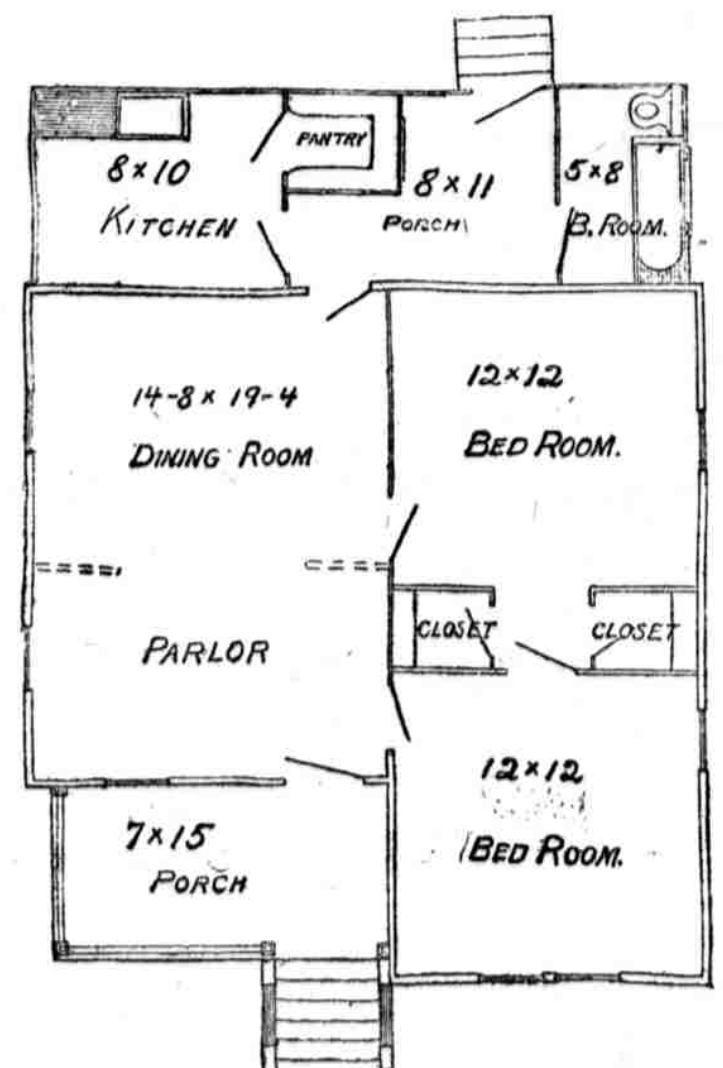 8×10
KITCHEN
PANTRY
8×11
PORCH
5×8
B. ROOM.
14-8× 19-4
DINING ROOM
12×12
BED ROOM.
PARLOR
CLOSET
CLOSET
7×15
PORCH
12×12
BED ROOM.